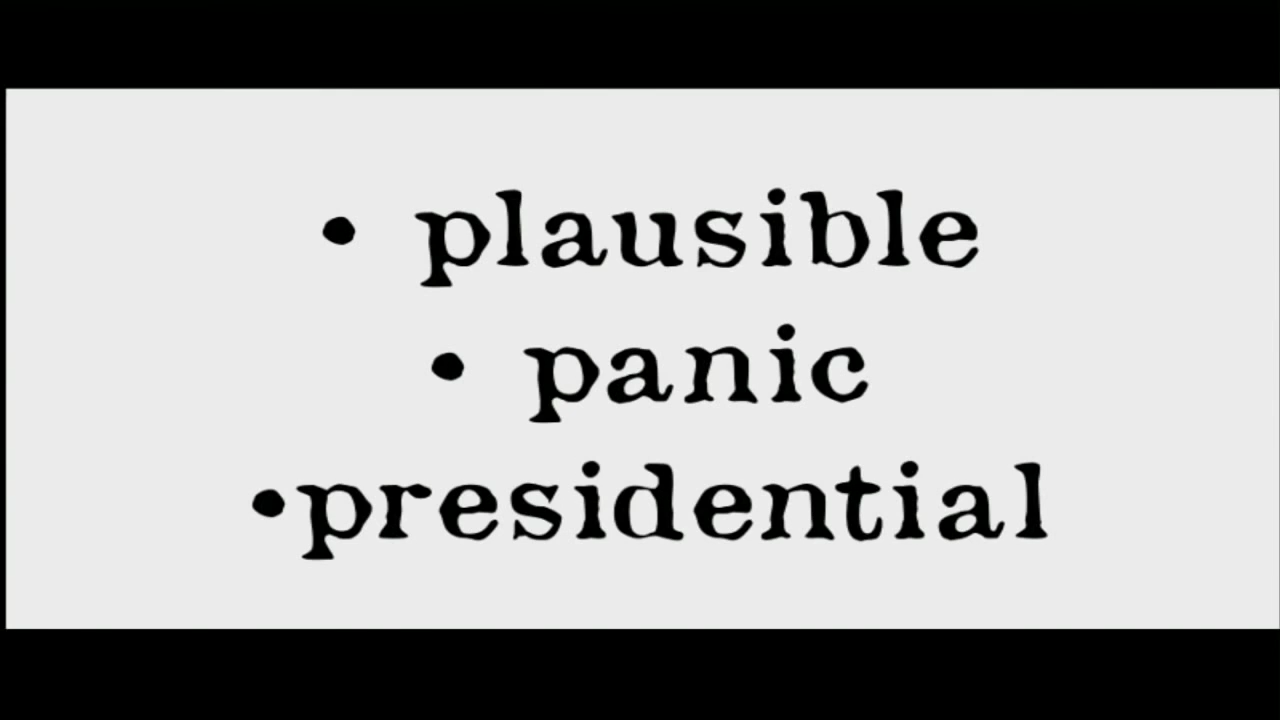 • plausible
• panic
•presidential